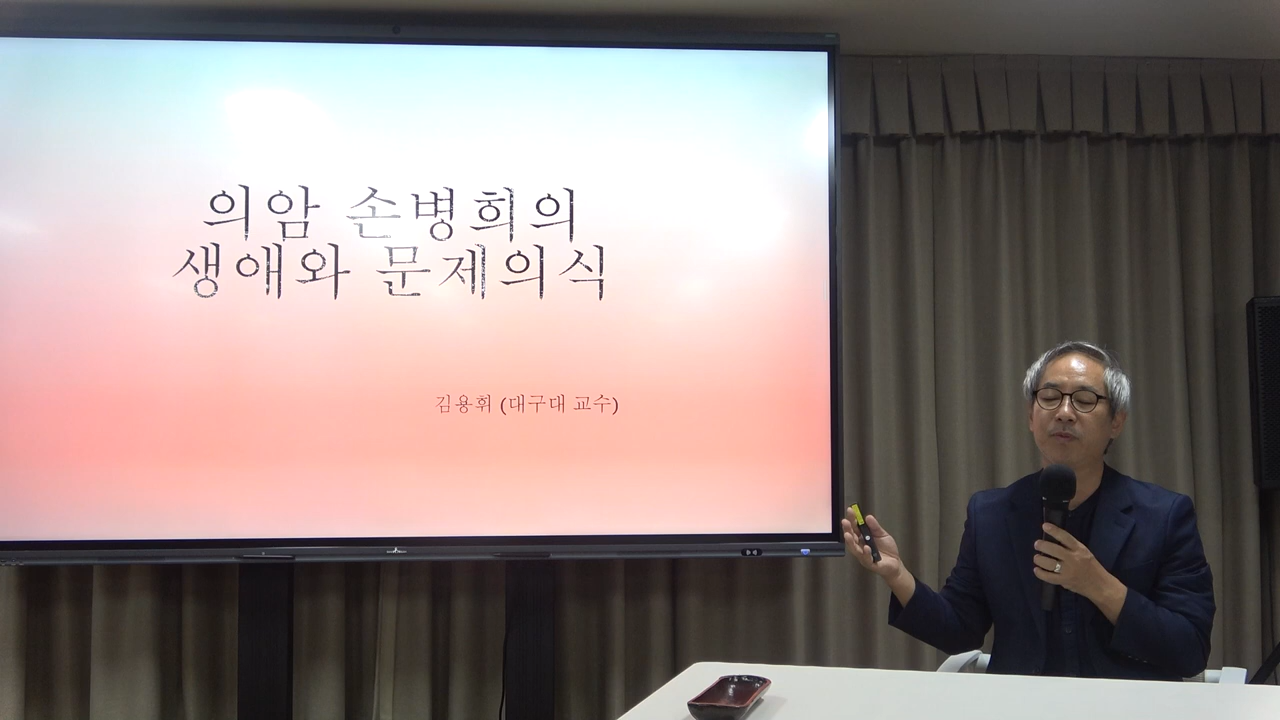 의암 손병희의
생애와 문제의식
김용휘 (대구대 교수)